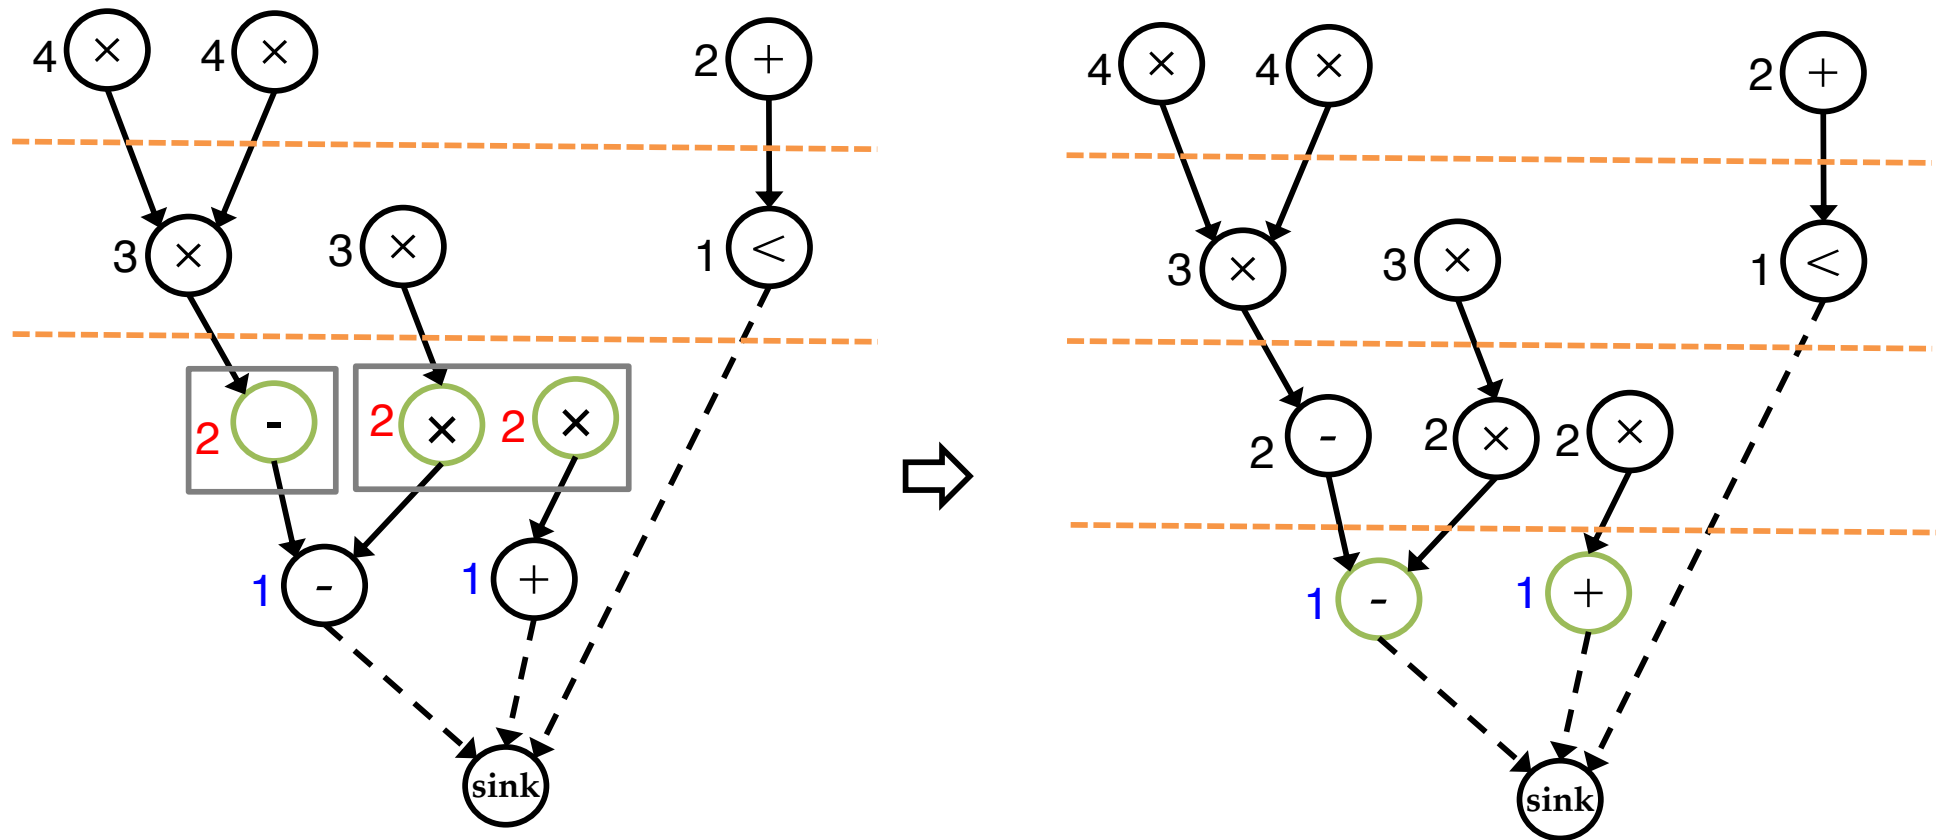 4 × 4 × 2 +
3 × 3 × 1 <
2 - 2 × 2 ×
1 - 1 +
sink
4 × 4 × 2 +
3 × 3 × 1 <
2 - 2 × 2 ×
1 - 1 +
sink